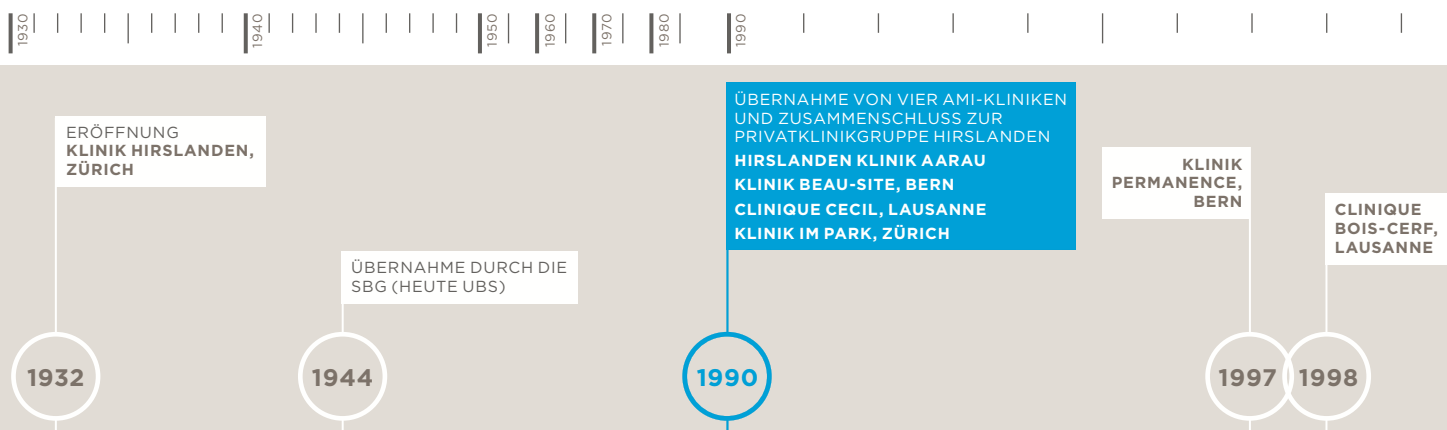 1930
1940
1950
1960
1970
1980
1990
ERÖFFNUNG
KLINIK HIRSLANDEN,
ZÜRICH
ÜBERNAHME DURCH DIE
SBG (HEUTE UBS)
ÜBERNAHME VON VIER AMI-KLINIKEN
UND ZUSAMMENSCHLUSS ZUR
PRIVATKLINIKGRUPPE HIRSLANDEN
HIRSLANDEN KLINIK AARAU
KLINIK BEAU-SITE, BERN
CLINIQUE CECIL, LAUSANNE
KLINIK IM PARK, ZÜRICH
KLINIK
PERMANENCE,
BERN
CLINIQUE
BOIS-CERF,
LAUSANNE
1932
1944
1990
1997
1998